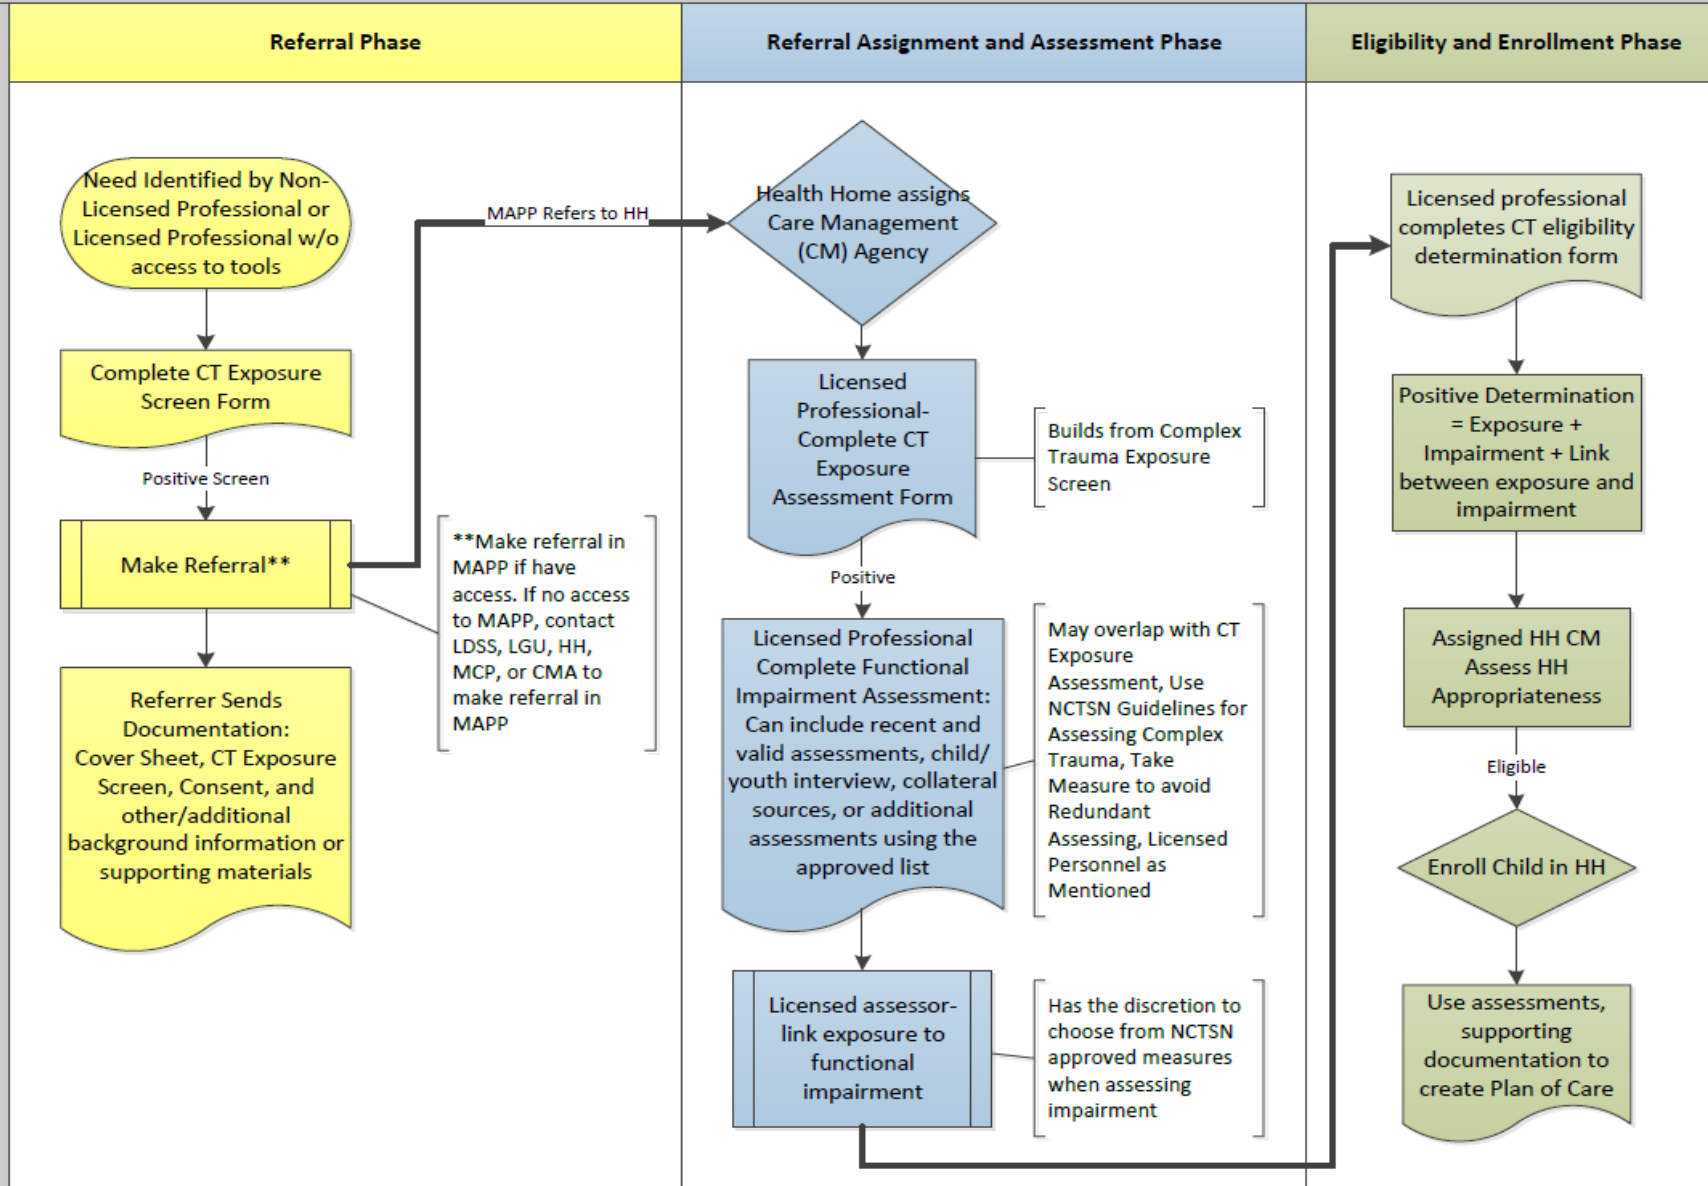 Referral Phase
Referral Assignment and Assessment Phase
Eligibility and Enrollment Phase
Need Identified by Non-
Licensed Professional or
Licensed Professional w/o
access to tools
Complete CT Exposure
Screen Form
Positive Screen
Make Referral**
**Make referral in
MAPP if have
access. If no access
to MAPP, contact
LDSS, LGU, HH,
MCP, or CMA to
make referral in
MAPP
Referrer Sends
Documentation:
Cover Sheet, CT Exposure
Screen, Consent, and
other/additional
background information or
supporting materials
MAPP Refers to HH
Health Home assigns
Care Management
(CM) Agency
Licensed
Professional-
Complete CT
Exposure
Assessment Form
Builds from Complex
Trauma Exposure
Screen
Positive
Licensed Professional
Complete Functional
Impairment Assessment:
Can include recent and
valid assessments, child/
youth interview, collateral
sources, or additional
assessments using the
approved list
May overlap with CT
Exposure
Assessment, Use
NCTSN Guidelines for
Assessing Complex
Trauma, Take
Measure to avoid
Redundant
Assessing, Licensed
Personnel as
Mentioned
Licensed assessor-
link exposure to
functional
impairment
Has the discretion to
choose from NCTSN
approved measures
when assessing
impairment
Licensed professional
completes CT eligibility
determination form
Positive Determination
= Exposure +
Impairment + Link
between exposure and
impairment
Assigned HH CM
Assess HH
Appropriateness
Eligible
Enroll Child in HH
Use assessments,
supporting
documentation to
create Plan of Care